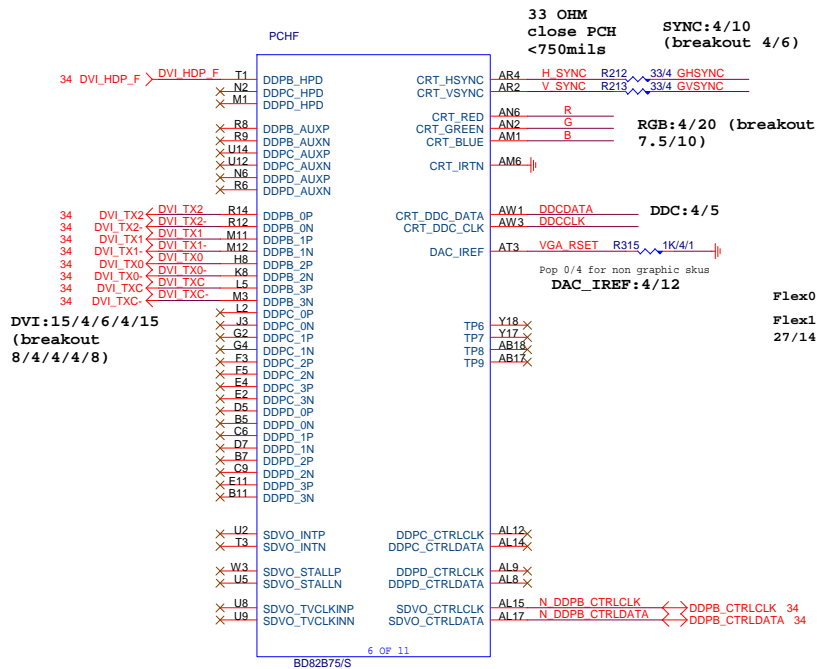 33 OHM
close PCH
<750mils
SYNC:4/10
(breakout 4/6)
PCHF
34 DVI_HDP_F DVI_HDP_F T1 DDPB_HPD CRT_HSYNC AR4 H_SYNC R212 33/4 GHSYNC
N2 DDPC_HPD CRT_VSYNC AR2 V_SYNC R213 33/4 GVSYNC
M1 DDPD_HPD
CRT_RED AN6 R
R8 DDPB_AUXP CRT_GREEN AN2 G
R9 DDPB_AUXN CRT_BLUE AM1 B
RGB:4/20 (breakout
7.5/10)
U14 DDPC_AUXP
U12 DDPC_AUXN CRT_IRTN AM6
N6 DDPD_AUXP
R6 DDPD_AUXN
34 DVI_TX2 DVI_TX2 R14 DDPB_0P CRT_DDC_DATA AW1 DDCDATA
34 DVI_TX2- DVI_TX2- R12 DDPB_0N CRT_DDC_CLK AW3 DDCCLK
DDC:4/5
34 DVI_TX1 DVI_TX1 M11 DDPB_1P
34 DVI_TX1- DVI_TX1- M12 DDPB_1N DAC_IREF AT3 VGA_RSET R315 1K/4/1
34 DVI_TX0 DVI_TX0 H8 DDPB_2P
34 DVI_TX0- DVI_TX0- K8 DDPB_2N
Pop 0/4 for non graphic skus
34 DVI_TXC DVI_TXC L5 DDPB_3P
DAC_IREF:4/12
34 DVI_TXC- DVI_TXC- M3 DDPB_3N
Flex0
L2 DDPC_0P
DVI:15/4/6/4/15
(breakout
8/4/4/4/8)
J3 DDPC_0N TP6 Y18
Flex1
27/14
G2 DDPC_1P TP7 Y17
G4 DDPC_1N TP8 AB18
F3 DDPC_2P TP9 AB17
F5 DDPC_2N
E4 DDPC_3P
E2 DDPC_3N
D5 DDPD_0P
B5 DDPD_0N
C6 DDPD_1P
D7 DDPD_1N
B7 DDPD_2P
C9 DDPD_2N
E11 DDPD_3P
B11 DDPD_3N
U2 SDVO_INTP DDPC_CTRLCLK AL12
T3 SDVO_INTN DDPC_CTRLDATA AL14
W3 SDVO_STALLP DDPD_CTRLCLK AL9
U5 SDVO_STALLN DDPD_CTRLDATA AL8
U8 SDVO_TVCLKINP SDVO_CTRLCLK AL15 N_DDPB_CTRLCLK DDPB_CTRLCLK 34
U9 SDVO_TVCLKINN SDVO_CTRLDATA AL17 N_DDPB_CTRLDATA DDPB_CTRLDATA 34
6 OF 11
BD82B75/S